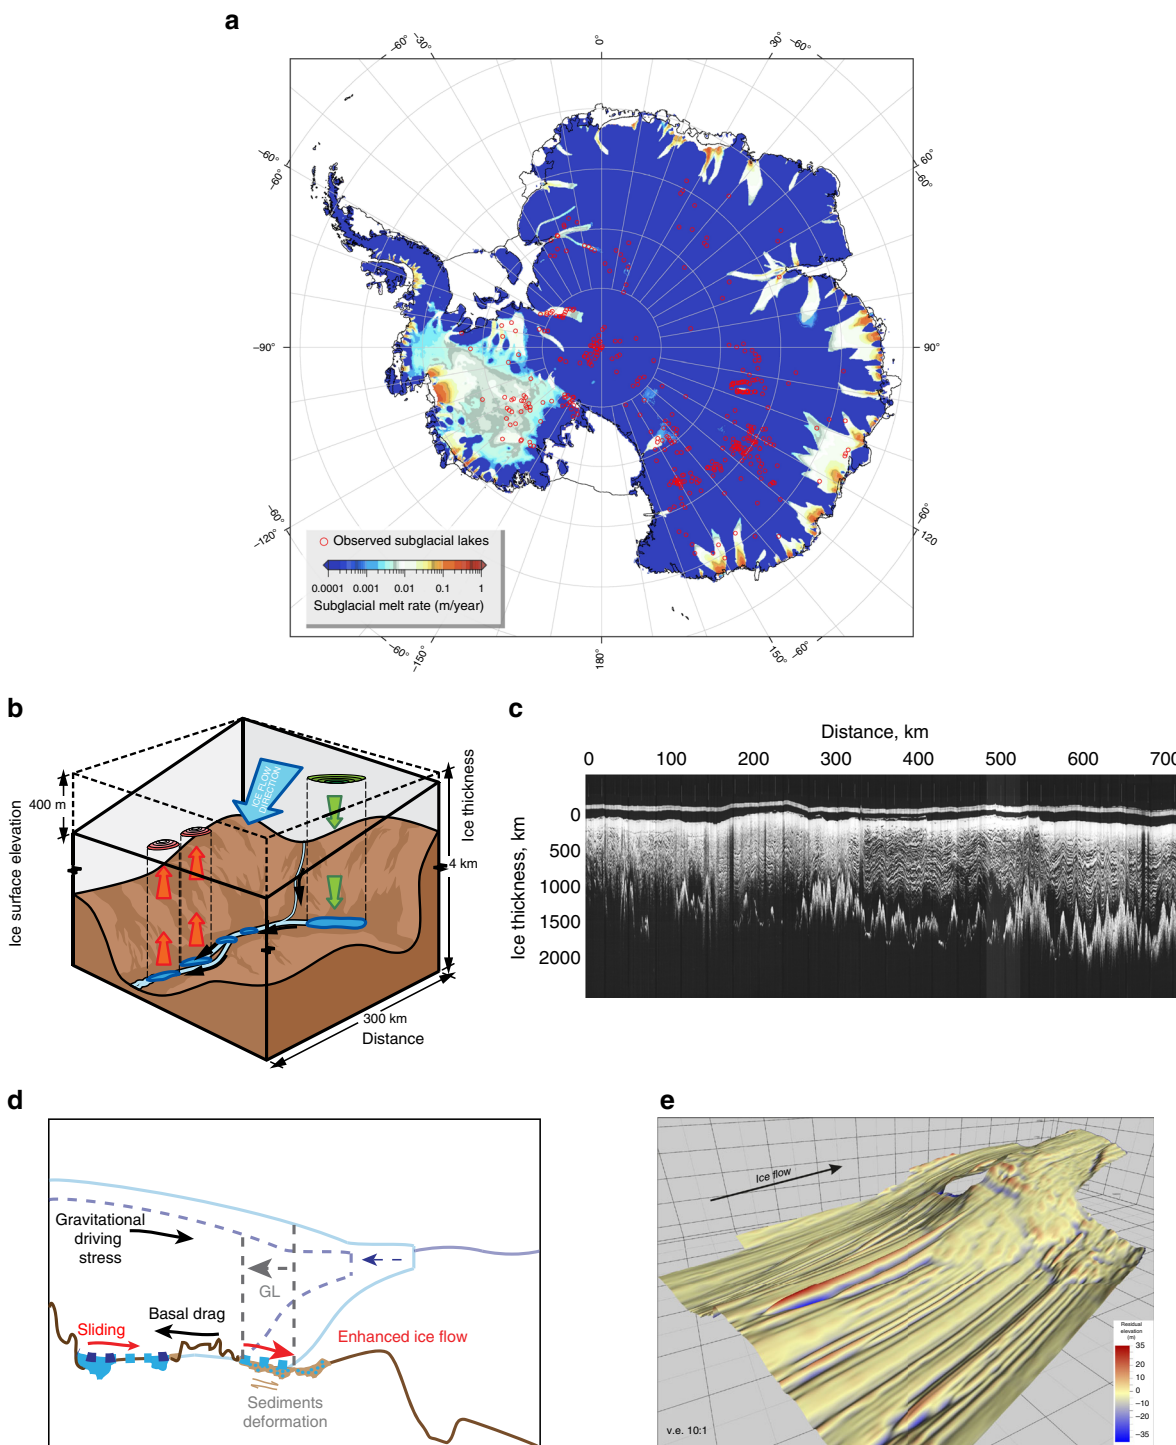 a
0
−30°
−60°
30°
−60°
−60°
−60°
60°
−60°
−90°
90°
−60°
−120°
−60°
120
−60°
−150°
180°
150°
−60°
Observed subglacial lakes
0.0001 0.001 0.01 0.1 1
Subglacial melt rate (m/year)
b
Ice surface elevation
400 m
ICE FLOW
DIRECTION
Ice thickness
4 km
300 km
Distance
c
Distance, km
0 100 200 300 400 500 600 700
Ice thickness, km
0
500
1000
1500
2000
d
Gravitational
driving
stress
GL
Basal drag
Sliding
Enhanced ice flow
Sediments
deformation
e
Ice flow
v.e. 10:1
Residual
elevation
(m)
35
20
10
0
−10
−20
−35